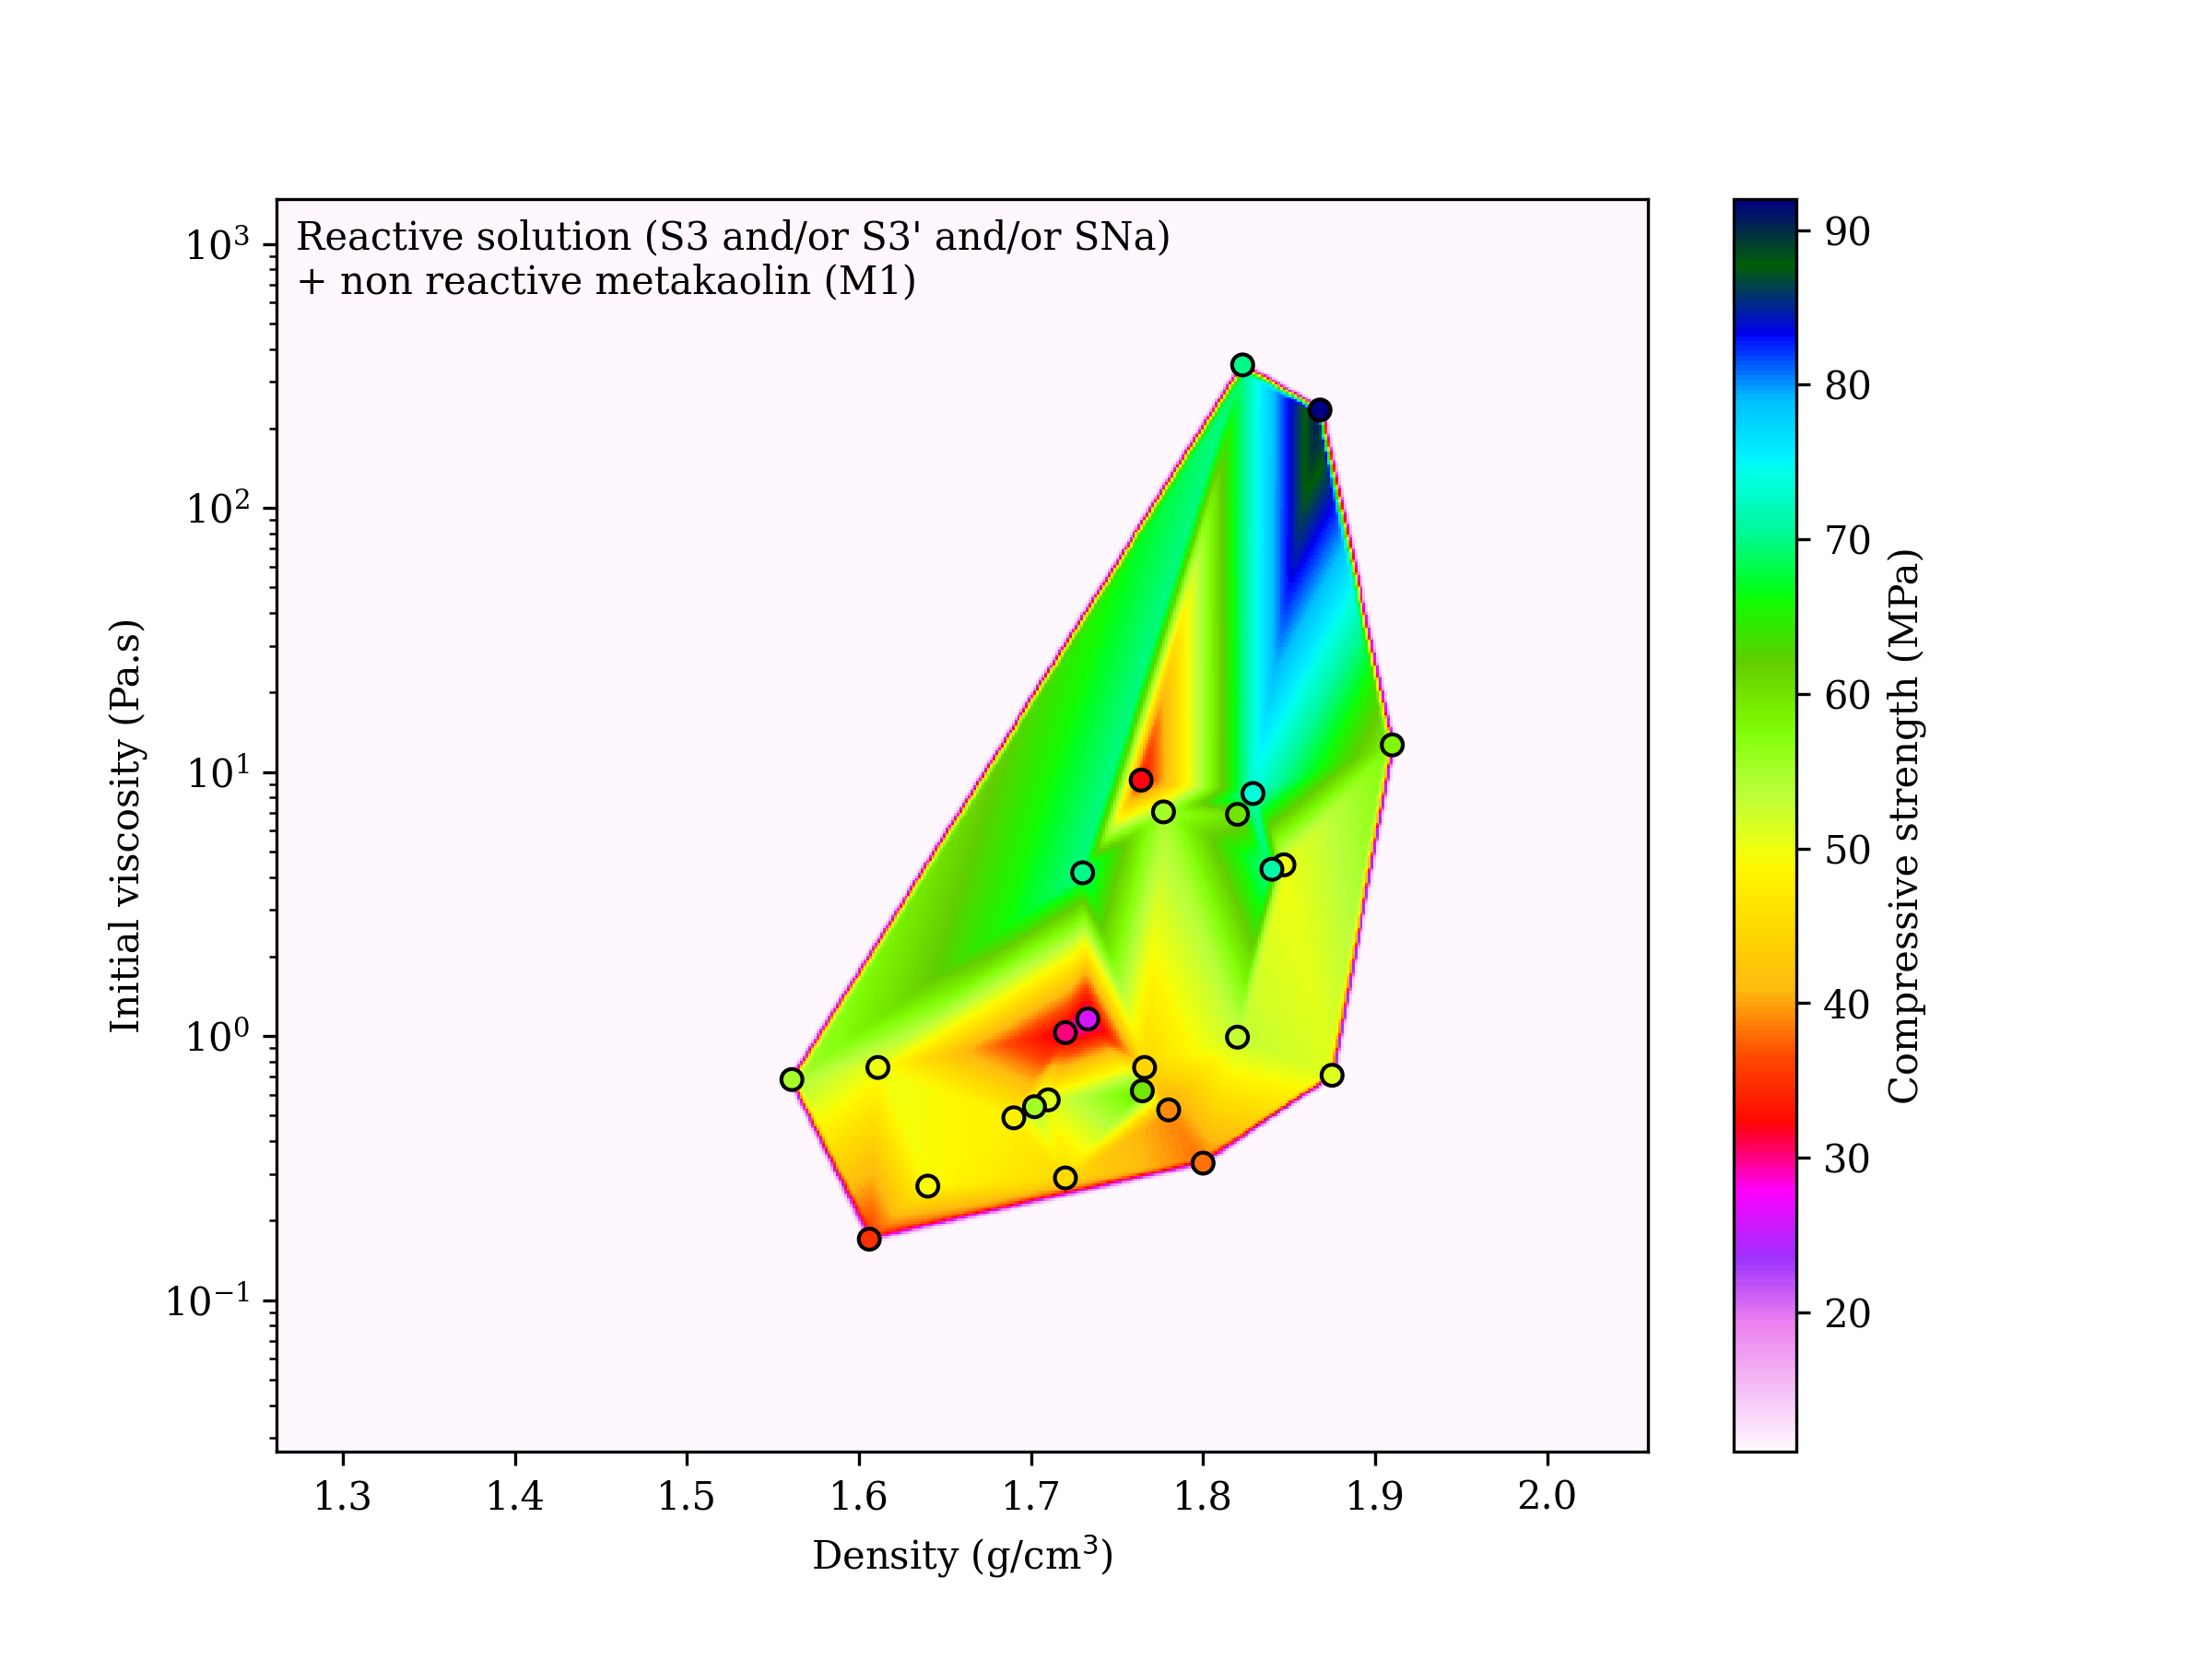 Reactive solution (S3 and/or S3' and/or SNa)
+ non reactive metakaolin (M1)
10³
10²
10¹
10⁰
10⁻¹
Initial viscosity (Pa.s)
1.3 1.4 1.5 1.6 1.7 1.8 1.9 2.0
Density (g/cm³)
90
80
70
60
50
40
30
20
Compressive strength (MPa)